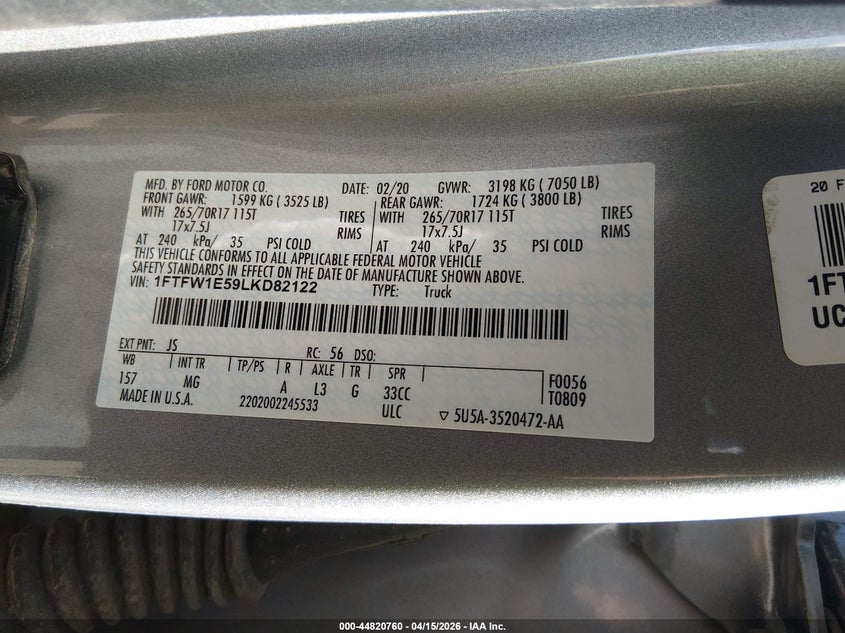 MFD. BY FORD MOTOR CO. DATE: 02/20 GVWR: 3198 KG ( 7050 LB)
FRONT GAWR: 1599 KG ( 3525 LB) REAR GAWR: 1724 KG ( 3800 LB)
WITH 265/70R17 115T TIRES WITH 265/70R17 115T TIRES
17x7.5J RIMS 17x7.5J RIMS
AT 240 kPa/ 35 PSI COLD AT 240 kPa/ 35 PSI COLD
THIS VEHICLE CONFORMS TO ALL APPLICABLE FEDERAL MOTOR VEHICLE
SAFETY STANDARDS IN EFFECT ON THE DATE OF MANUFACTURE SHOWN ABOVE.
VIN: 1FTFW1E59LKD82122 TYPE: Truck
EXT PNT: JS RC: 56 DSO:
WB INT TR TP/PS R AXLE TR SPR F0056
157 MG A L3 G 33CC T0809
MADE IN U.S.A. 2202002245533 ULC ▽ 5U5A-3520472-AA
20 F
1FT
UC
000-44820760 - 04/15/2026 - IAA Inc.